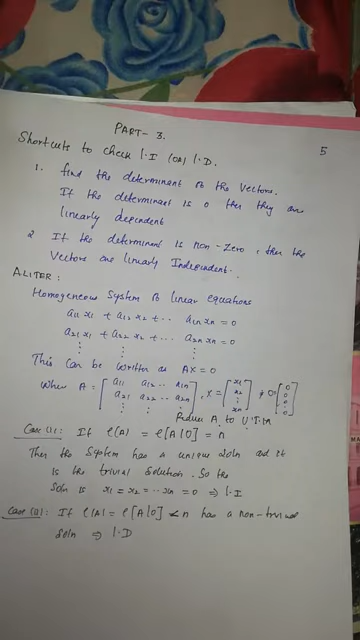 PART- 3.
5
Shortcuts to check l.I (OR) l.D.
1. find the determinant of the vectors.
If the determinant is 0 then they are
linearly dependent
2 If the determinant is non-zero, then the
vectors are linearly Independent.
ALITER:
Homogeneous System of linear equations
a11 x1 + a12 x2 + ... a1n xn = 0
a21 x1 + a22 x2 + ... a2n xn = 0
⋮ ⋮ ⋮
This can be written as AX = 0
When A = [a11 a12 ... a1n; a21 a22 ... a2n; ⋮ ⋮ ⋮], X = [x1; x2; ⋮; xn] & 0 = [0; 0; 0; ⋮; 0]
Reduce A to U.T.M
Case (i): If ρ(A) = ρ[A|0] = n
Then the system has a unique soln and it
is the trivial solution. So the
Soln is x1 = x2 = ... xn = 0 ⇒ l.I
Case (ii): If ρ(A) = ρ[A|0] < n has a non-trivial
soln ⇒ l.D